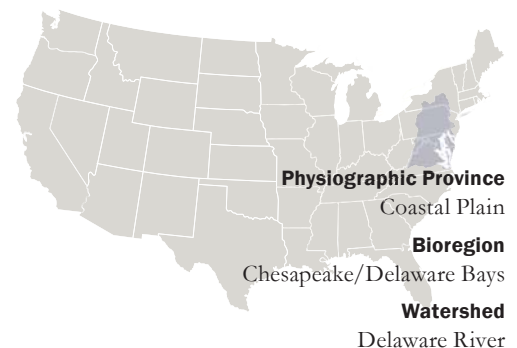 Physiographic Province
Coastal Plain
Bioregion
Chesapeake/Delaware Bays
Watershed
Delaware River